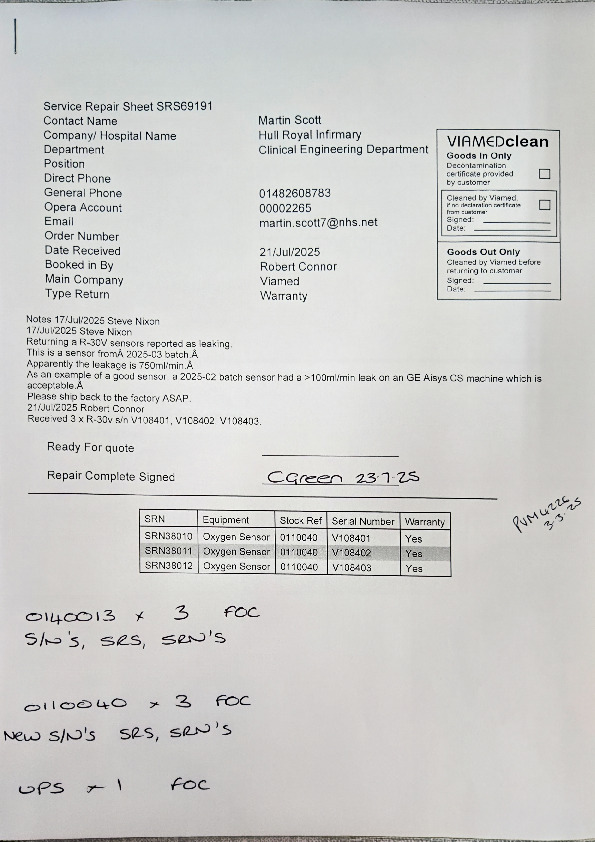 Service Repair Sheet SRS69191
Contact Name Martin Scott
Company/ Hospital Name Hull Royal Infirmary
Department Clinical Engineering Department
Position
Direct Phone
General Phone 01482608783
Opera Account 00002265
Email martin.scott7@nhs.net
Order Number
Date Received 21/Jul/2025
Booked in By Robert Connor
Main Company Viamed
Type Return Warranty
VIAMEDclean
Goods In Only
Decontamination
certificate provided
by customer
Cleaned by Viamed,
if no declaration certificate
from customer
Signed:
Date:
Goods Out Only
Cleaned by Viamed before
returning to customer
Signed:
Date:
Notes 17/Jul/2025 Steve Nixon
17/Jul/2025 Steve Nixon
Returning a R-30V sensors reported as leaking.
This is a sensor fromÂ 2025-03 batch.Â
Apparently the leakage is 750ml/min.Â
As an example of a good sensor a 2025-02 batch sensor had a >100ml/min leak on an GE Aisys CS machine which is
acceptable.Â
Please ship back to the factory ASAP.
21/Jul/2025 Robert Connor
Received 3 x R-30v s/n V108401, V108402 V108403.
Ready For quote
Repair Complete Signed CGreen 23-7-25
PVM4226
3-3-25
SRN Equipment Stock Ref Serial Number Warranty
SRN38010 Oxygen Sensor 0110040 V108401 Yes
SRN38011 Oxygen Sensor 0110040 V108402 Yes
SRN38012 Oxygen Sensor 0110040 V108403 Yes
0140013 x 3 FOC
S/N'S, SRS, SRN'S
0110040 x 3 FOC
New S/N'S SRS, SRN'S
UPS x 1 FOC